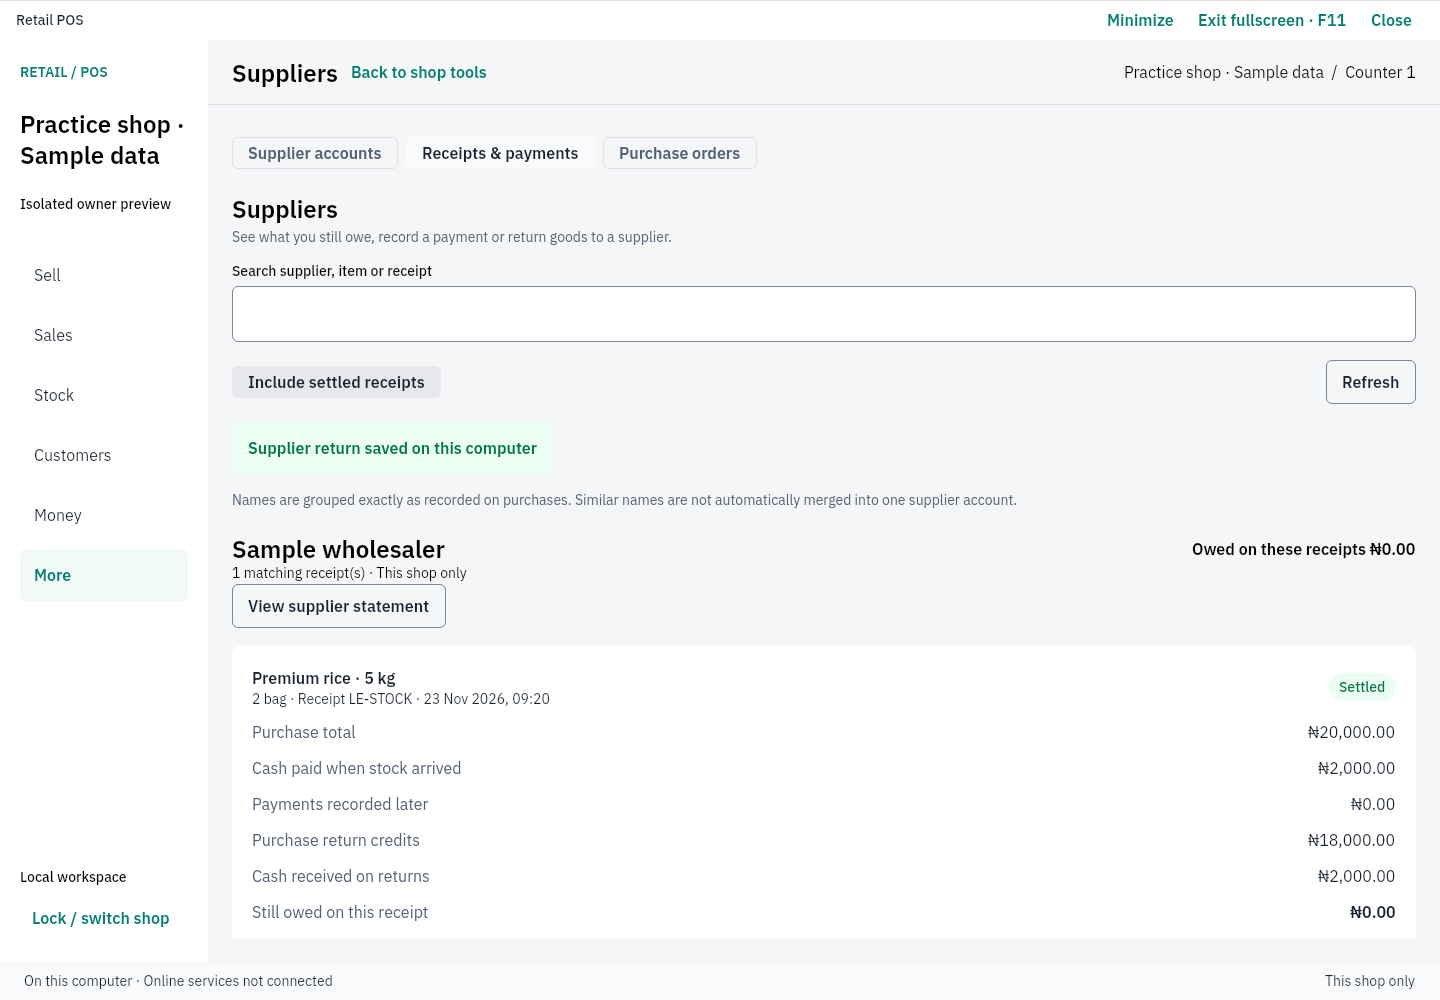 Retail POS
Minimize
Exit fullscreen · F11
Close
RETAIL / POS
Practice shop ·
Sample data
Isolated owner preview
Sell
Sales
Stock
Customers
Money
More
Local workspace
Lock / switch shop
Suppliers
Back to shop tools
Practice shop · Sample data / Counter 1
Supplier accounts
Receipts & payments
Purchase orders
Suppliers
See what you still owe, record a payment or return goods to a supplier.
Search supplier, item or receipt
Include settled receipts
Refresh
Supplier return saved on this computer
Names are grouped exactly as recorded on purchases. Similar names are not automatically merged into one supplier account.
Sample wholesaler
Owed on these receipts ₦0.00
1 matching receipt(s) · This shop only
View supplier statement
Premium rice · 5 kg
2 bag · Receipt LE-STOCK · 23 Nov 2026, 09:20
Settled
Purchase total ₦20,000.00
Cash paid when stock arrived ₦2,000.00
Payments recorded later ₦0.00
Purchase return credits ₦18,000.00
Cash received on returns ₦2,000.00
Still owed on this receipt ₦0.00
On this computer · Online services not connected
This shop only